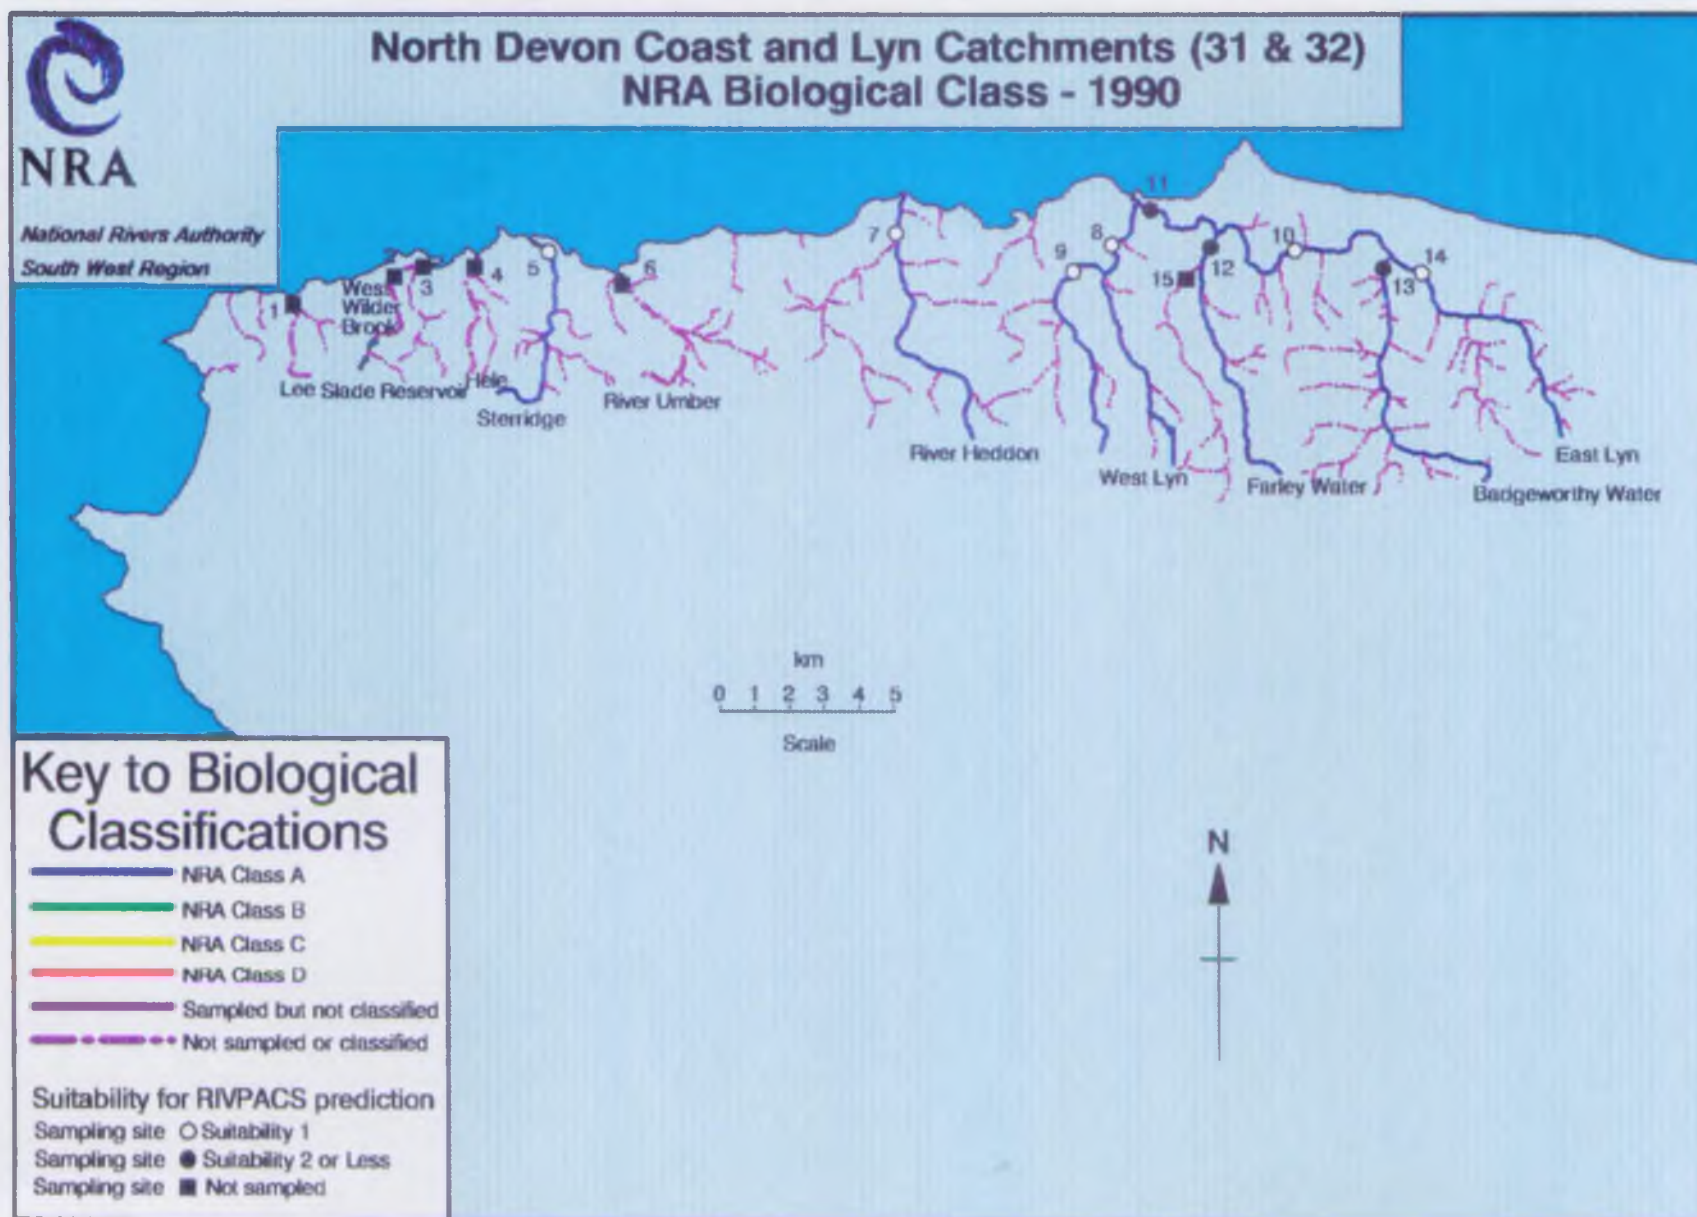 North Devon Coast and Lyn Catchments (31 & 32)
NRA Biological Class - 1990
NRA
National Rivers Authority
South West Region
1
2
3
4
5
6
7
8
9
10
11
12
13
14
15
West
Wilder
Brook
Lee
Slade Reservoir
Hele
Sterridge
River Umber
River Heddon
West Lyn
Farley Water
Badgeworthy Water
East Lyn
km
0 1 2 3 4 5
Scale
N
Key to Biological
Classifications
NRA Class A
NRA Class B
NRA Class C
NRA Class D
Sampled but not classified
Not sampled or classified
Suitability for RIVPACS prediction
Sampling site Suitability 1
Sampling site Suitability 2 or Less
Sampling site Not sampled